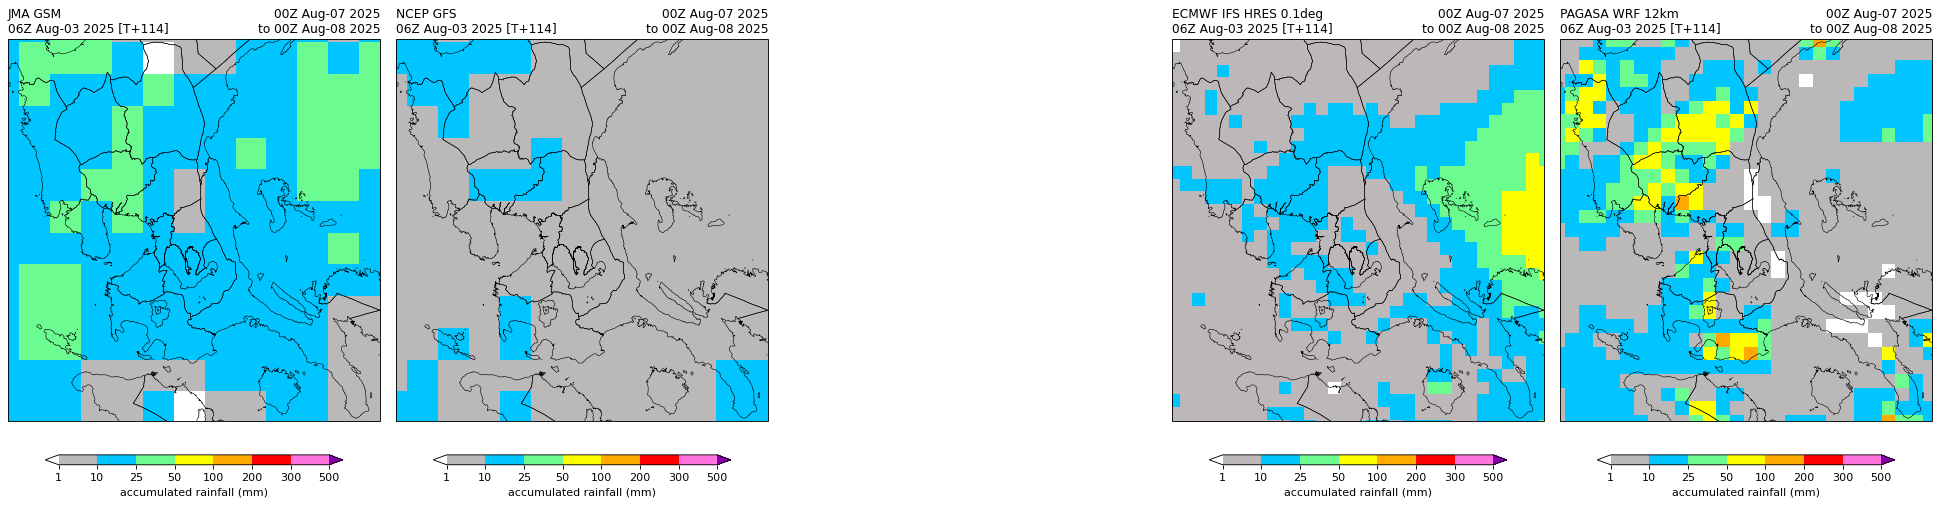 JMA GSM 00Z Aug-07 2025
06Z Aug-03 2025 [T+114] to 00Z Aug-08 2025
1 10 25 50 100 200 300 500
accumulated rainfall (mm)
NCEP GFS 00Z Aug-07 2025
06Z Aug-03 2025 [T+114] to 00Z Aug-08 2025
1 10 25 50 100 200 300 500
accumulated rainfall (mm)
ECMWF IFS HRES 0.1deg 00Z Aug-07 2025
06Z Aug-03 2025 [T+114] to 00Z Aug-08 2025
1 10 25 50 100 200 300 500
accumulated rainfall (mm)
PAGASA WRF 12km 00Z Aug-07 2025
06Z Aug-03 2025 [T+114] to 00Z Aug-08 2025
1 10 25 50 100 200 300 500
accumulated rainfall (mm)